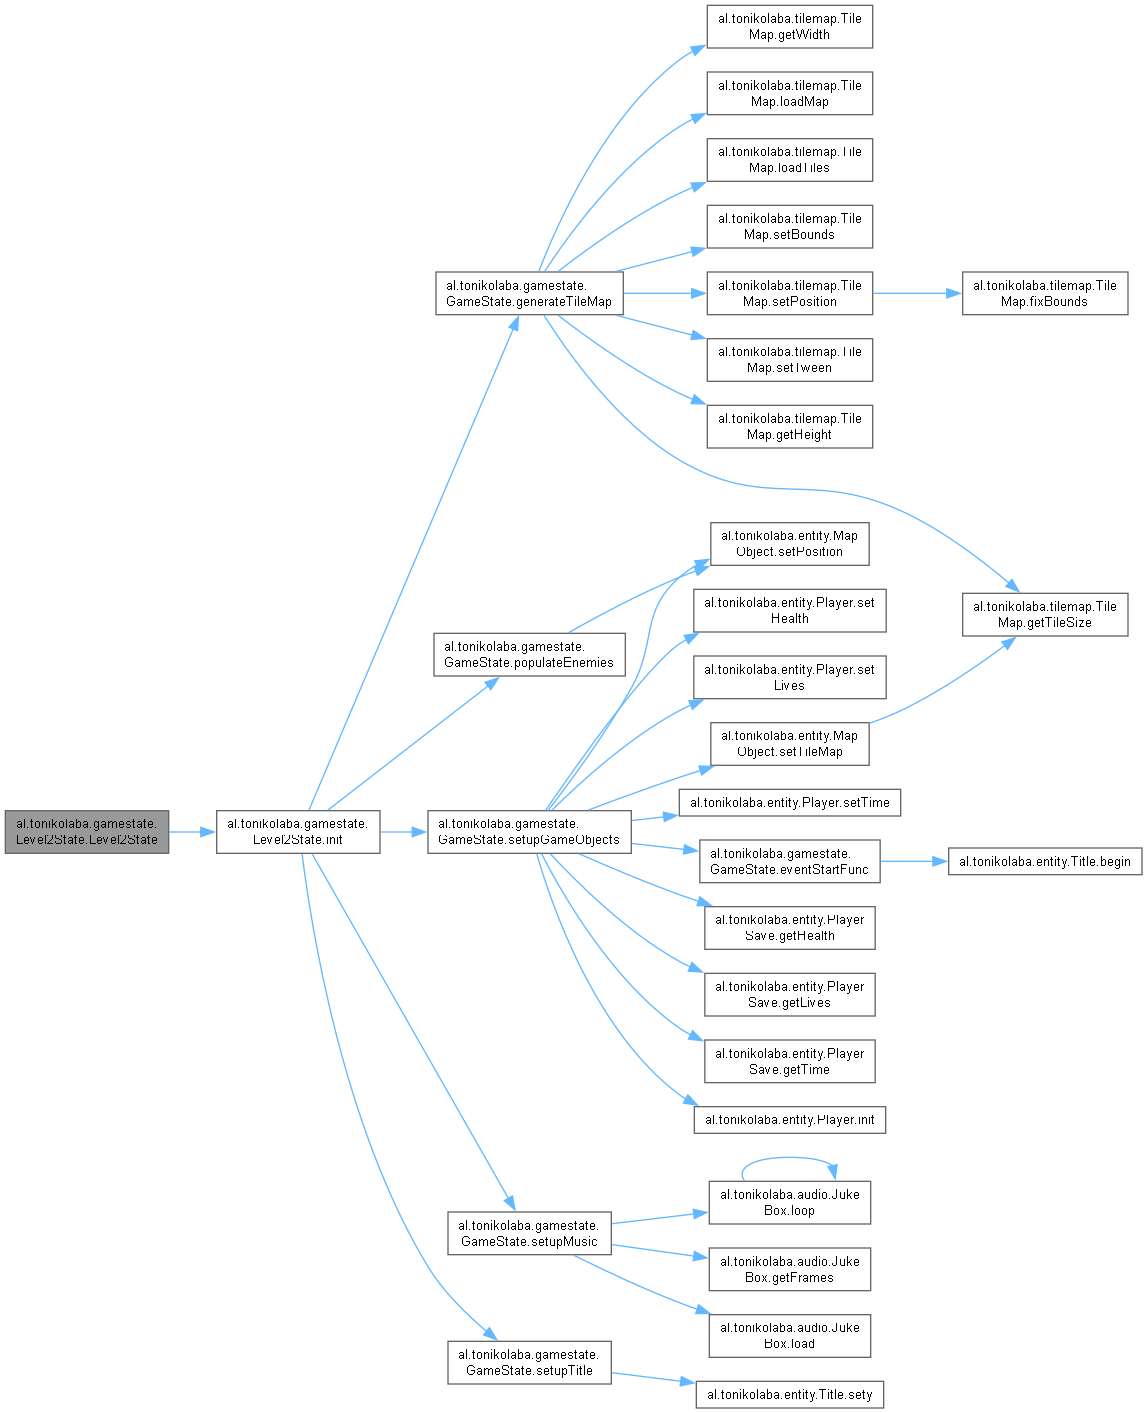 al.tonikolaba.tilemap.Tile
Map.getWidth
al.tonikolaba.tilemap.Tile
Map.loadMap
al.tonikolaba.tilemap.Tile
Map.loadTiles
al.tonikolaba.tilemap.Tile
Map.setBounds
al.tonikolaba.gamestate.
GameState.generateTileMap
al.tonikolaba.tilemap.Tile
Map.setPosition
al.tonikolaba.tilemap.Tile
Map.fixBounds
al.tonikolaba.tilemap.Tile
Map.setTween
al.tonikolaba.tilemap.Tile
Map.getHeight
al.tonikolaba.entity.Map
Object.setPosition
al.tonikolaba.entity.Player.set
Health
al.tonikolaba.tilemap.Tile
Map.getTileSize
al.tonikolaba.gamestate.
GameState.populateEnemies
al.tonikolaba.entity.Player.set
Lives
al.tonikolaba.entity.Map
Object.setTileMap
al.tonikolaba.entity.Player.setTime
al.tonikolaba.gamestate.
Level2State.Level2State
al.tonikolaba.gamestate.
Level2State.init
al.tonikolaba.gamestate.
GameState.setupGameObjects
al.tonikolaba.gamestate.
GameState.eventStartFunc
al.tonikolaba.entity.Title.begin
al.tonikolaba.entity.Player
Save.getHealth
al.tonikolaba.entity.Player
Save.getLives
al.tonikolaba.entity.Player
Save.getTime
al.tonikolaba.entity.Player.init
al.tonikolaba.audio.Juke
Box.loop
al.tonikolaba.gamestate.
GameState.setupMusic
al.tonikolaba.audio.Juke
Box.getFrames
al.tonikolaba.audio.Juke
Box.load
al.tonikolaba.gamestate.
GameState.setupTitle
al.tonikolaba.entity.Title.sety